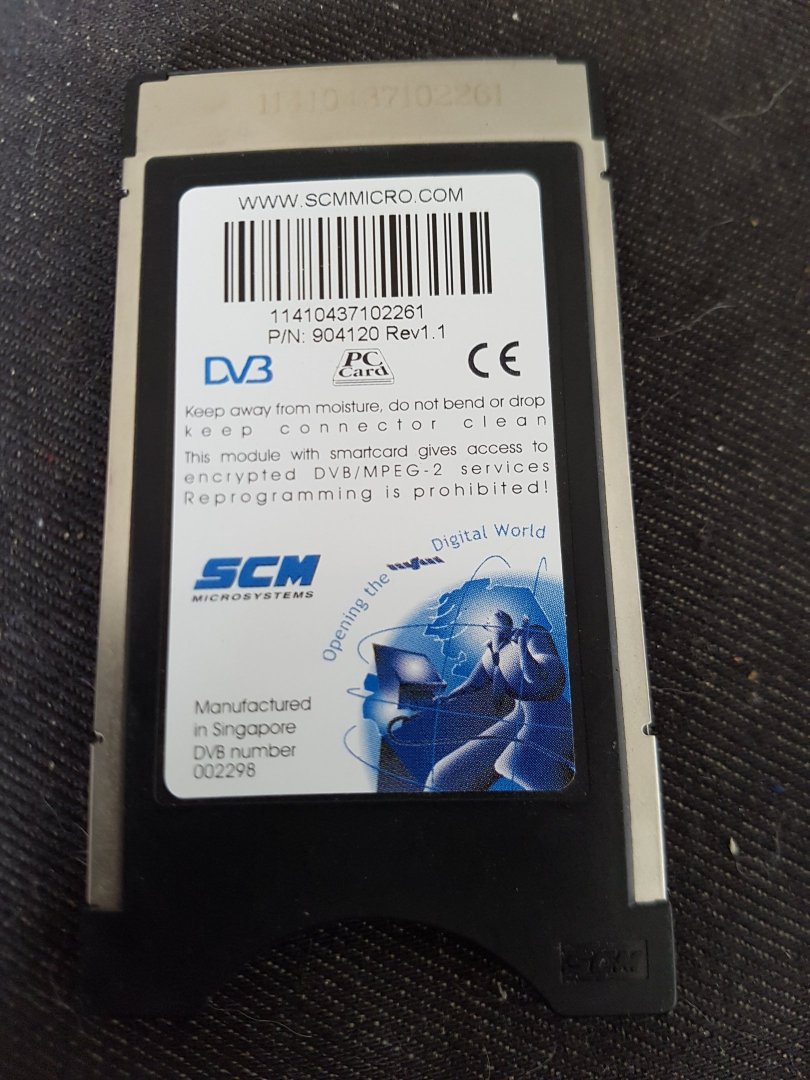 11410437102261
WWW.SCMMICRO.COM
11410437102261
P/N: 904120 Rev1.1
DVB
PC
Card
CE
Keep away from moisture, do not bend or drop
keep connector clean
This module with smartcard gives access to
encrypted DVB/MPEG-2 services
Reprogramming is prohibited!
Opening the Digital World
SCM
MICROSYSTEMS
Manufactured
in Singapore
DVB number
002298